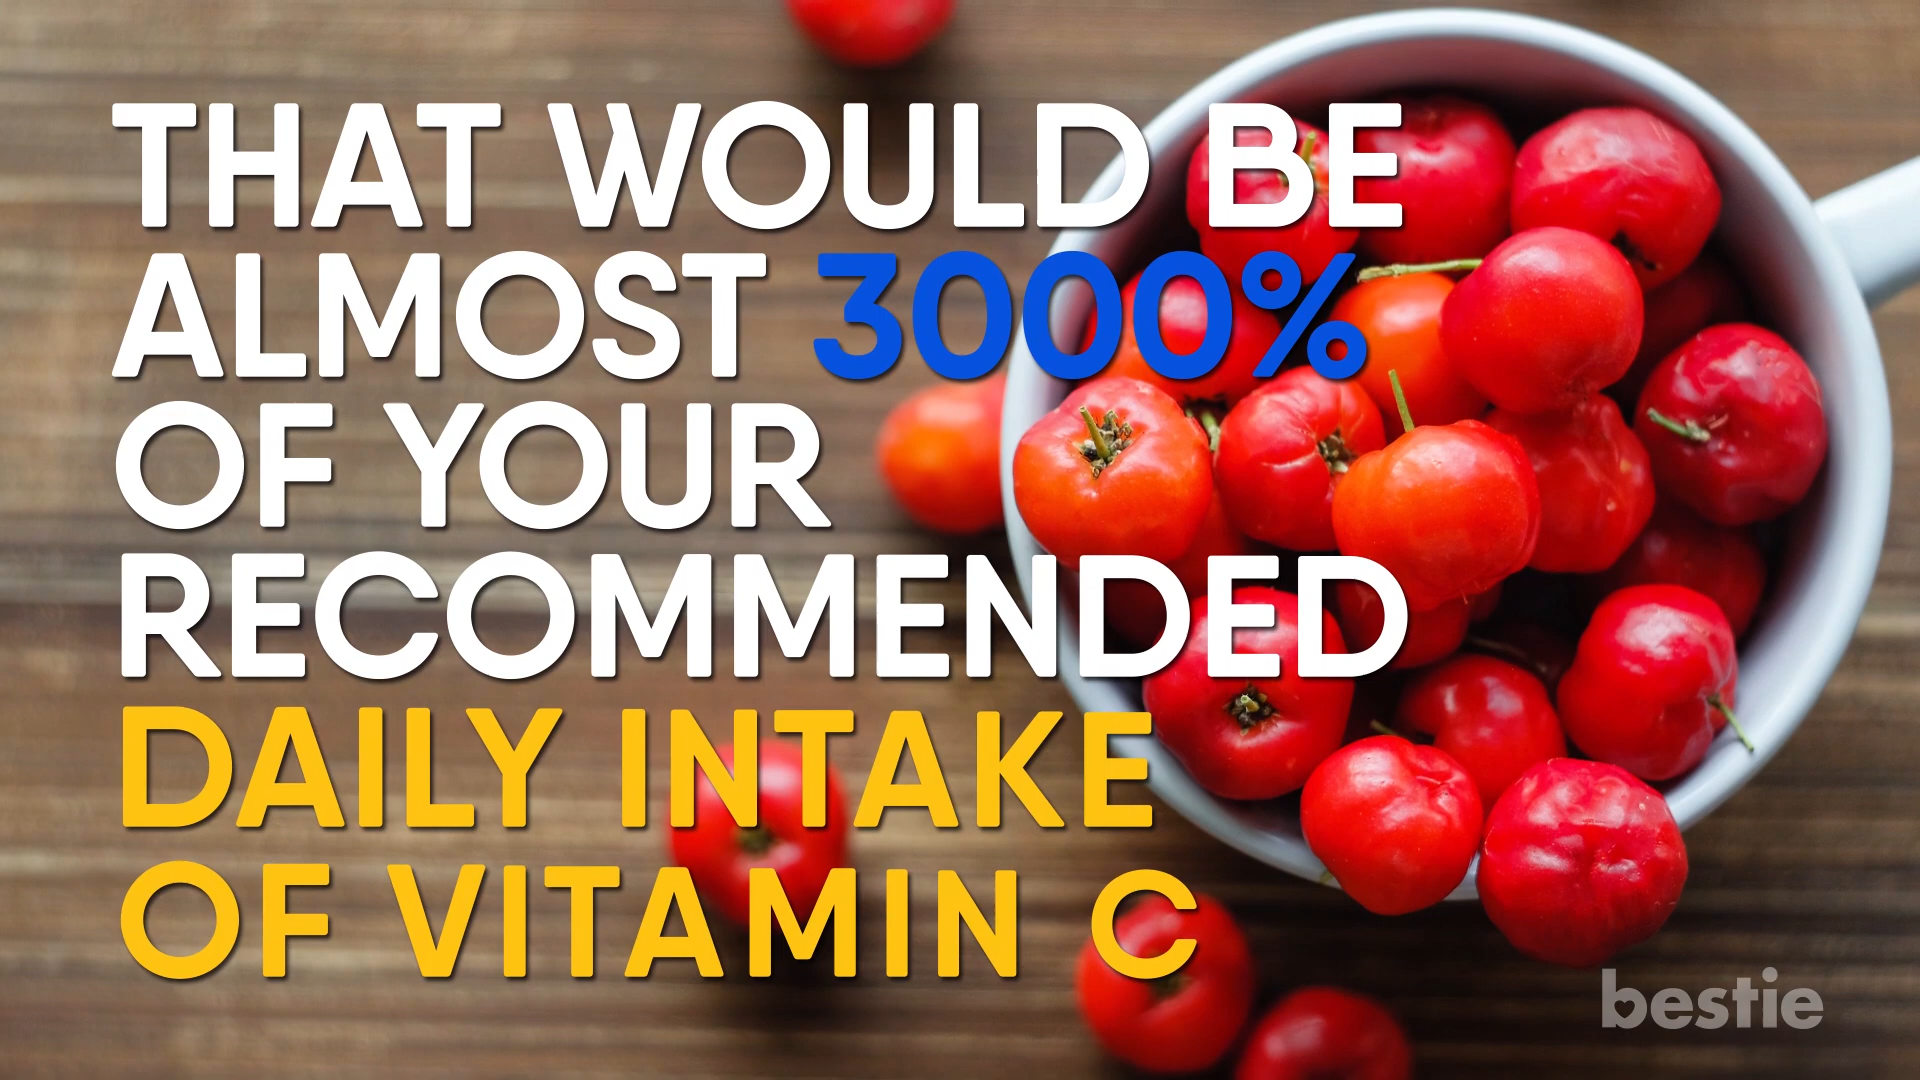 THAT WOULD BE
ALMOST 3000%
OF YOUR
RECOMMENDED
DAILY INTAKE
OF VITAMIN C
bestie